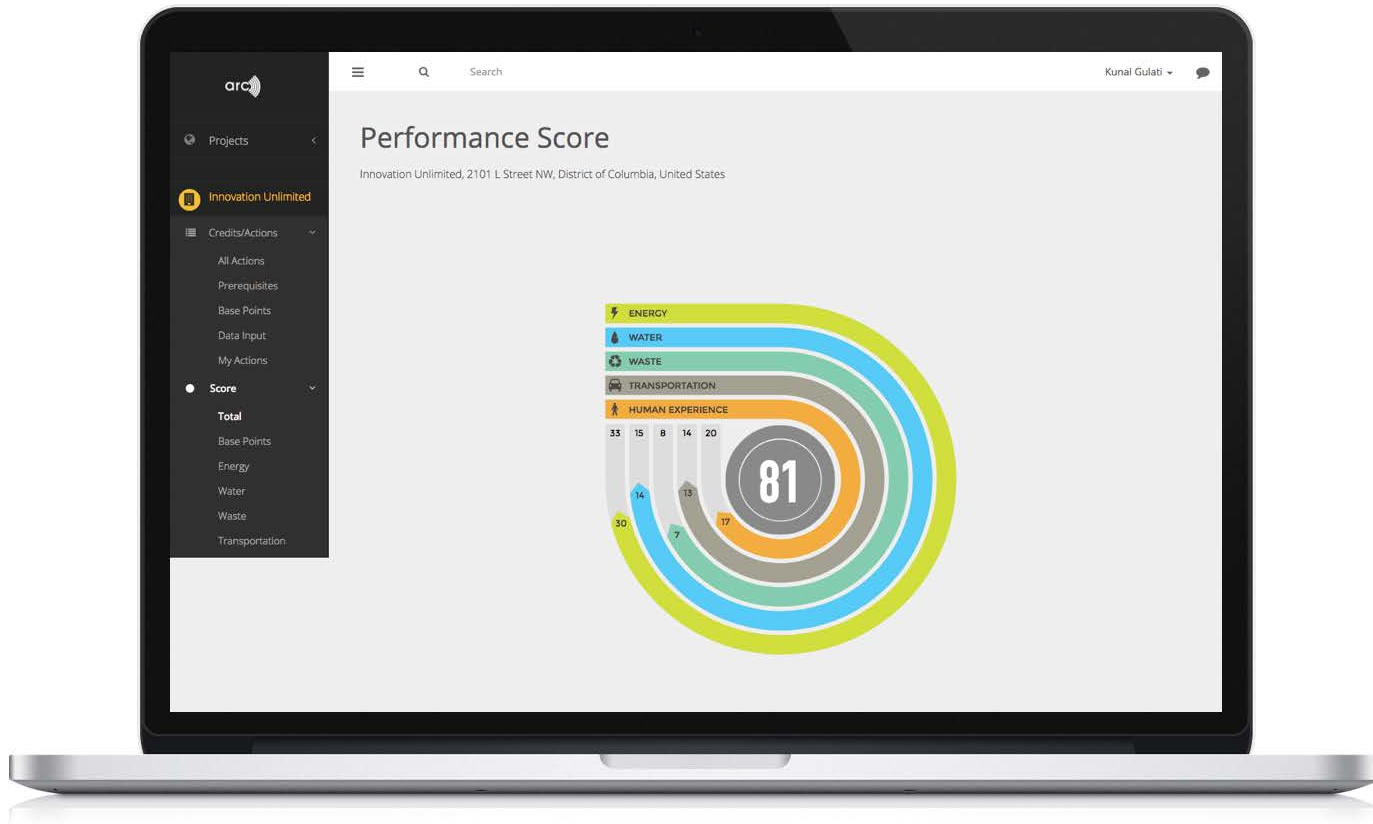 arc
Search
Kunal Gulati
Projects
Performance Score
Innovation Unlimited, 2101 L Street NW, District of Columbia, United States
Innovation Unlimited
Credits/Actions
All Actions
Prerequisites
Base Points
Data Input
My Actions
Score
Total
Base Points
Energy
Water
Waste
Transportation
ENERGY
WATER
WASTE
TRANSPORTATION
HUMAN EXPERIENCE
33 15 8 14 20
81
14
13
30
7
17